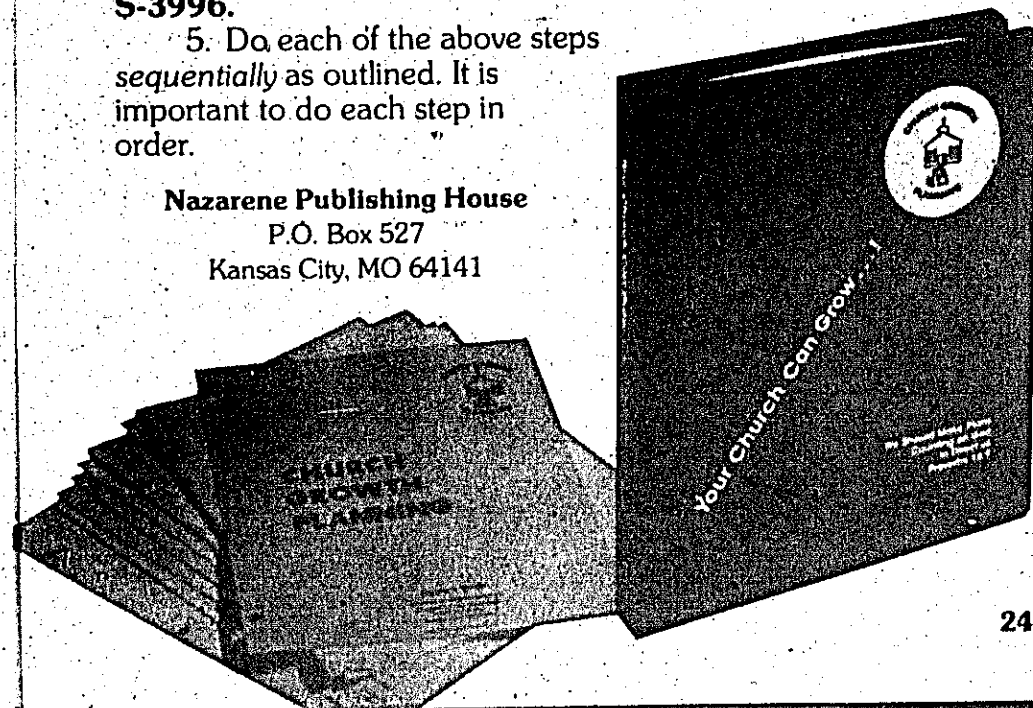 S-3996.
5. Do each of the above steps
sequentially as outlined. It is
important to do each step in
order.
Nazarene Publishing House
P.O. Box 527
Kansas City, MO 64141
CHURCH
GROWTH
PLANNING
Your Church Can Grow . . . !
24